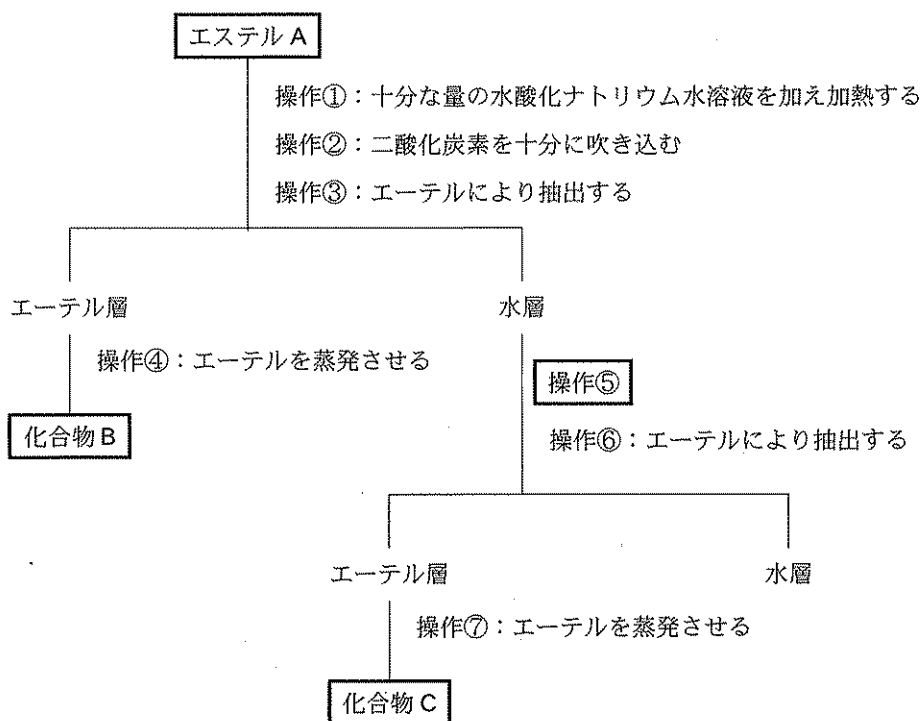 エステル A
操作①：十分な量の水酸化ナトリウム水溶液を加え加熱する
操作②：二酸化炭素を十分に吹き込む
操作③：エーテルにより抽出する
エーテル層
水層
操作④：エーテルを蒸発させる
操作⑤
化合物 B
操作⑥：エーテルにより抽出する
エーテル層
水層
操作⑦：エーテルを蒸発させる
化合物 C